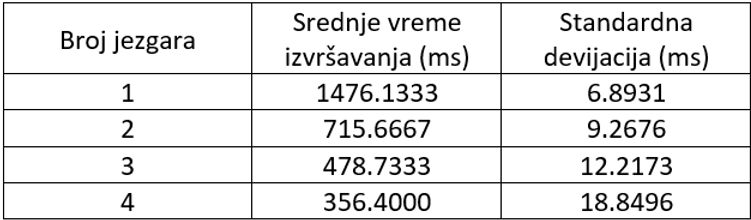 Broj jezgara
Srednje vreme
izvršavanja (ms)
Standardna
devijacija (ms)
1 1476.1333 6.8931
2 715.6667 9.2676
3 478.7333 12.2173
4 356.4000 18.8496